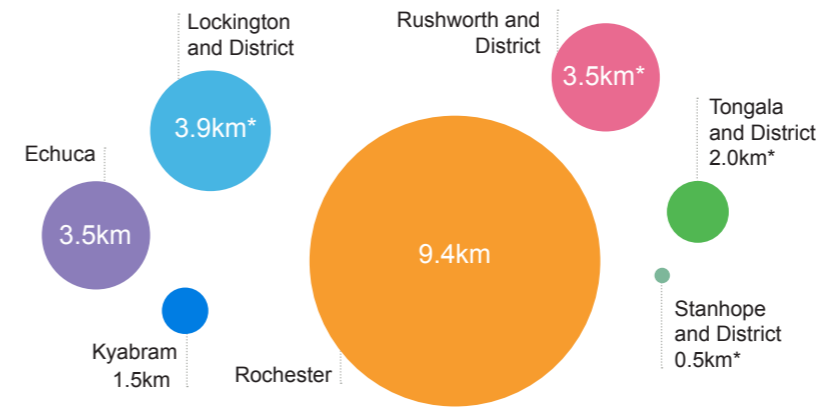 Lockington
and District
3.9km*
Rushworth and
District
3.5km*
Tongala
and District
2.0km*
Echuca
3.5km
9.4km
Rochester
Kyabram
1.5km
Stanhope
and District
0.5km*